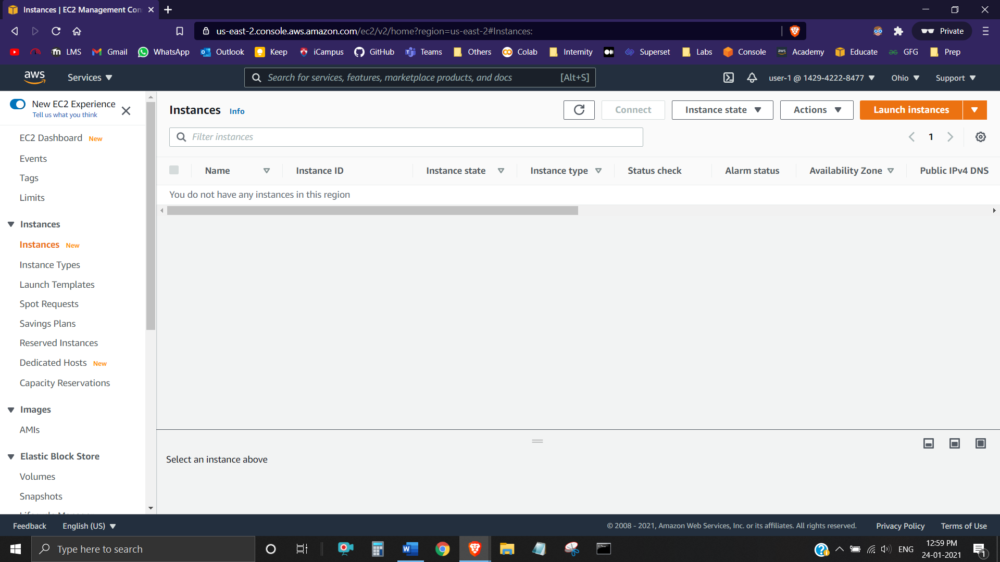 Instances | EC2 Management Con
us-east-2.console.aws.amazon.com/ec2/v2/home?region=us-east-2#Instances:
Private
LMS Gmail WhatsApp Outlook Keep iCampus GitHub Teams Others Colab Internity Superset Labs Console aws Academy Educate GFG Prep
aws Services Search for services, features, marketplace products, and docs [Alt+S] user-1 @ 1429-4222-8477 Ohio Support
New EC2 Experience
Tell us what you think
EC2 Dashboard New
Events
Tags
Limits
Instances
Instances New
Instance Types
Launch Templates
Spot Requests
Savings Plans
Reserved Instances
Dedicated Hosts New
Capacity Reservations
Images
AMIs
Elastic Block Store
Volumes
Snapshots
Instances Info Connect Instance state Actions Launch instances
Filter instances 1
Name Instance ID Instance state Instance type Status check Alarm status Availability Zone Public IPv4 DNS
You do not have any instances in this region
Select an instance above
Feedback English (US) © 2008 - 2021, Amazon Web Services, Inc. or its affiliates. All rights reserved. Privacy Policy Terms of Use
Type here to search ENG
12:59 PM
24-01-2021
1